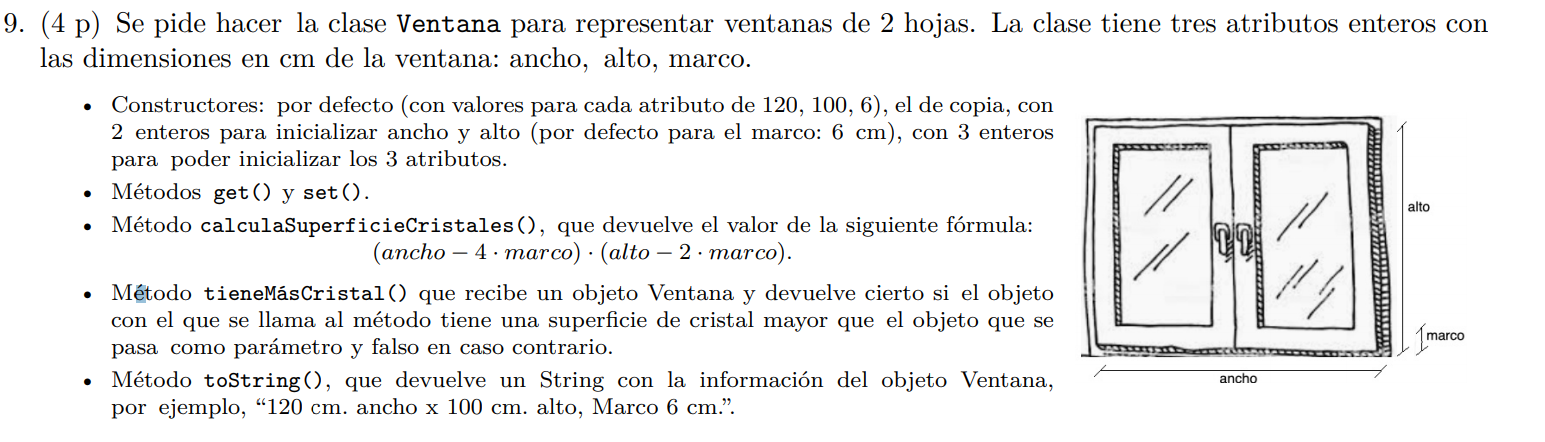 9. (4 p) Se pide hacer la clase Ventana para representar ventanas de 2 hojas. La clase tiene tres atributos enteros con
las dimensiones en cm de la ventana: ancho, alto, marco.
• Constructores: por defecto (con valores para cada atributo de 120, 100, 6), el de copia, con
2 enteros para inicializar ancho y alto (por defecto para el marco: 6 cm), con 3 enteros
para poder inicializar los 3 atributos.
• Métodos get() y set().
• Método calculaSuperficieCristales(), que devuelve el valor de la siguiente fórmula:
(ancho − 4 · marco) · (alto − 2 · marco).
• Método tieneMásCristal() que recibe un objeto Ventana y devuelve cierto si el objeto
con el que se llama al método tiene una superficie de cristal mayor que el objeto que se
pasa como parámetro y falso en caso contrario.
• Método toString(), que devuelve un String con la información del objeto Ventana,
por ejemplo, “120 cm. ancho x 100 cm. alto, Marco 6 cm.”.
alto
marco
ancho